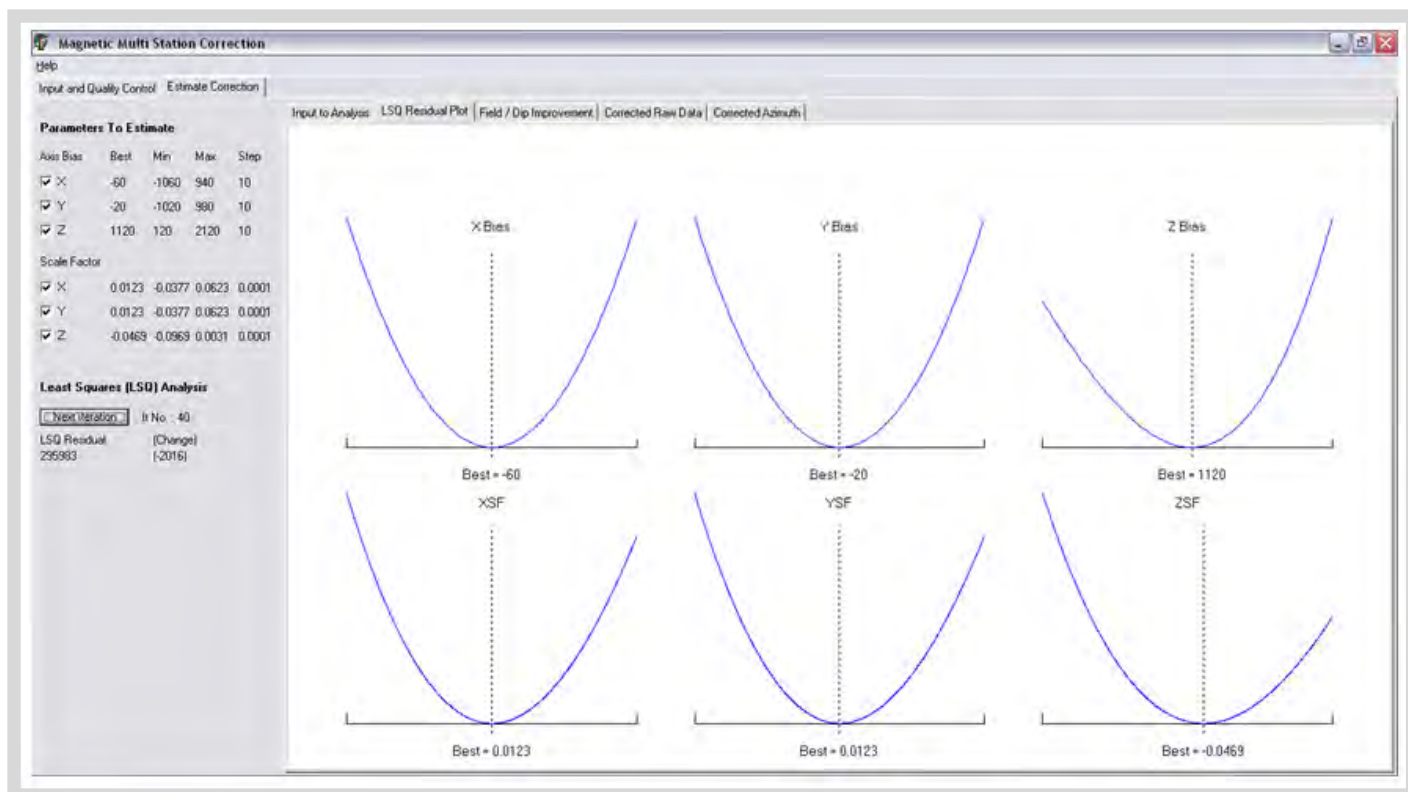 Magnetic Multi Station Correction
Help
Input and Quality Control Estimate Correction
Input to Analysis LSQ Residual Plot Field / Dip Improvement Corrected Raw Data Corrected Azimuth
Parameters To Estimate
Axis Bias Best Min Max Step
X -60 -1060 940 10
Y -20 -1020 980 10
Z 1120 120 2120 10
Scale Factor
X 0.0123 -0.0377 0.0623 0.0001
Y 0.0123 -0.0377 0.0623 0.0001
Z -0.0469 -0.0969 0.0031 0.0001
Least Squares (LSQ) Analysis
Next Iteration It No. : 40
LSQ Residual (Change)
295983 (-2016)
X Bias
Y Bias
Z Bias
Best = -60
Best = -20
Best = 1120
XSF
YSF
ZSF
Best = 0.0123
Best = 0.0123
Best = -0.0469